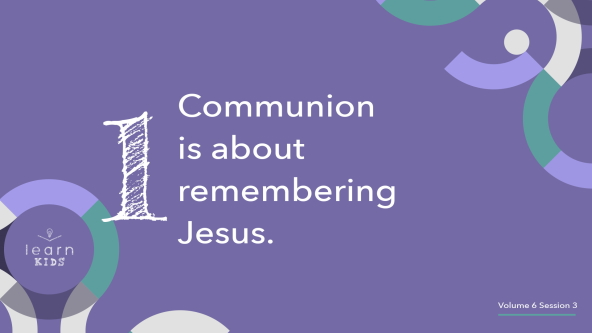 1
Communion
is about
remembering
Jesus.
learn
KIDS
Volume 6 Session 3